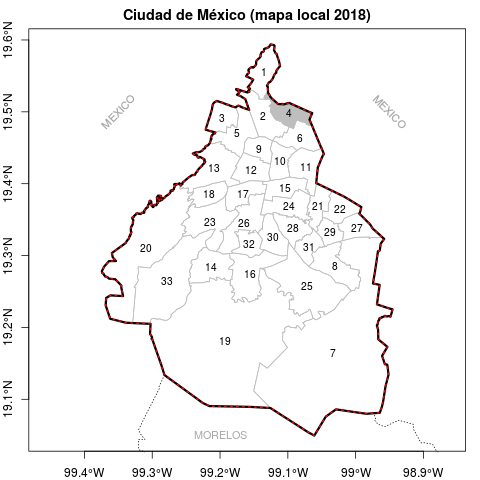 Ciudad de México (mapa local 2018)
19.6°N
19.5°N
19.4°N
19.3°N
19.2°N
19.1°N
MEXICO
MEXICO
1
2
3
4
5
6
9
10
11
12
13
15
17
18
24
21
22
23
26
28
29
27
30
32
31
20
14
16
8
33
25
19
7
MORELOS
99.4°W
99.3°W
99.2°W
99.1°W
99°W
98.9°W